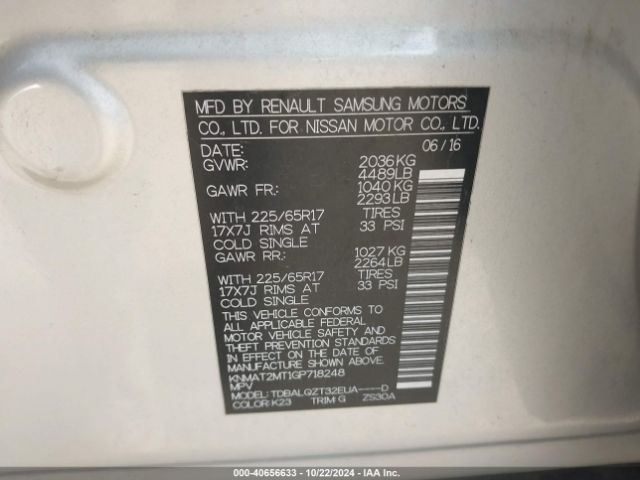 MFD BY RENAULT SAMSUNG MOTORS
CO., LTD. FOR NISSAN MOTOR CO., LTD.
DATE: 06/16
GVWR: 2036KG
4489LB
GAWR FR: 1040 KG
2293LB
WITH 225/65R17 TIRES
17X7J RIMS AT 33 PSI
COLD SINGLE
GAWR RR: 1027 KG
2264LB
WITH 225/65R17 TIRES
17X7J RIMS AT 33 PSI
COLD SINGLE
THIS VEHICLE CONFORMS TO
ALL APPLICABLE FEDERAL
MOTOR VEHICLE SAFETY AND
THEFT PREVENTION STANDARDS
IN EFFECT ON THE DATE OF
MANUFACTURE SHOWN ABOVE.
KNMAT2MT1GP718248
MPV
TDBALQZT32EUA----D
COLOR:K23 TRIM:G ZS30A
000-40656633 - 10/22/2024 - IAA Inc.